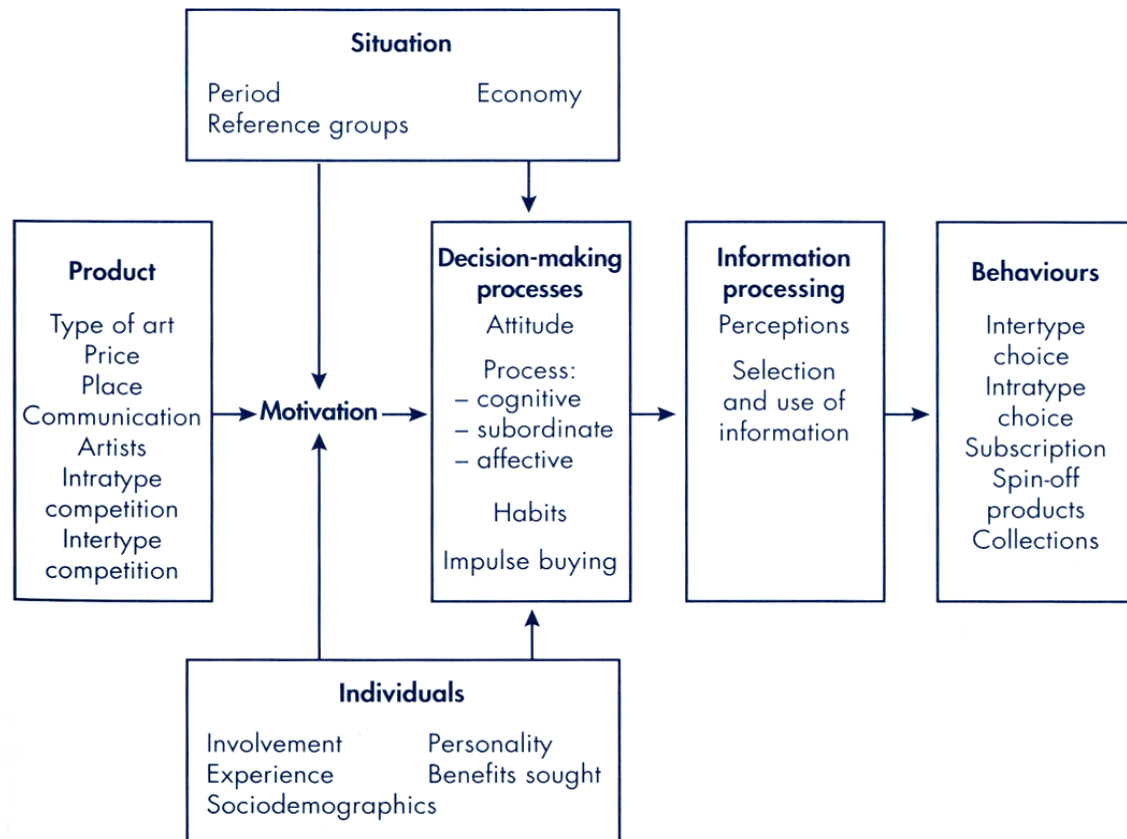 Situation
Period
Economy
Reference groups
Product
Type of art
Price
Place
Communication
Artists
Intratype
competition
Intertype
competition
Motivation
Decision-making
processes
Attitude
Process:
– cognitive
– subordinate
– affective
Habits
Impulse buying
Information
processing
Perceptions
Selection
and use of
information
Behaviours
Intertype
choice
Intratype
choice
Subscription
Spin-off
products
Collections
Individuals
Involvement
Personality
Experience
Benefits sought
Sociodemographics